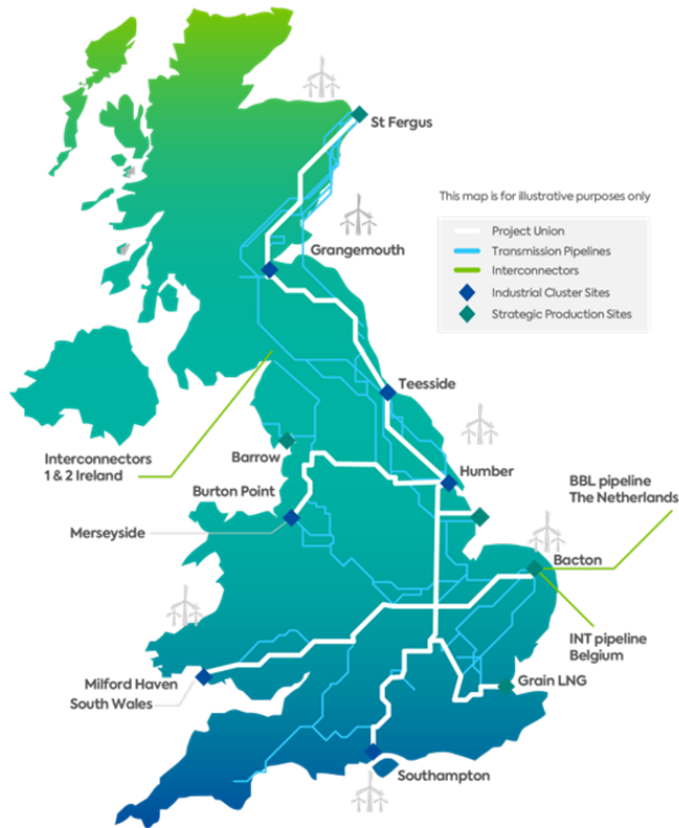 St Fergus
This map is for illustrative purposes only
Project Union
Transmission Pipelines
Interconnectors
Industrial Cluster Sites
Strategic Production Sites
Grangemouth
Teesside
Interconnectors
1 & 2 Ireland
Barrow
Humber
Burton Point
Merseyside
BBL pipeline
The Netherlands
Bacton
INT pipeline
Belgium
Milford Haven
South Wales
Grain LNG
Southampton